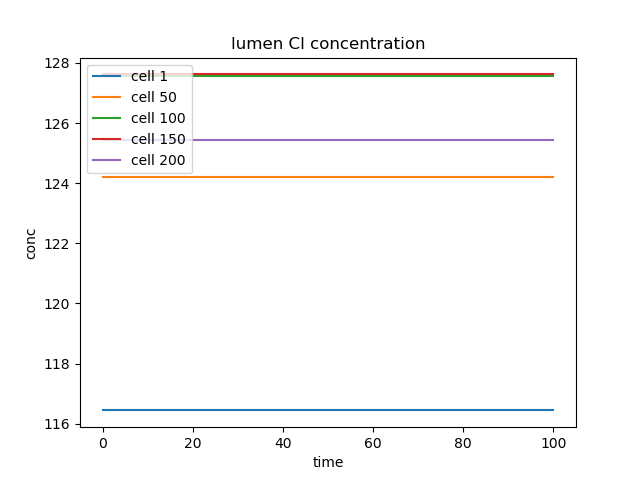 lumen Cl concentration
128
126
124
122
120
118
116
conc
cell 1
cell 50
cell 100
cell 150
cell 200
0
20
40
60
80
100
time